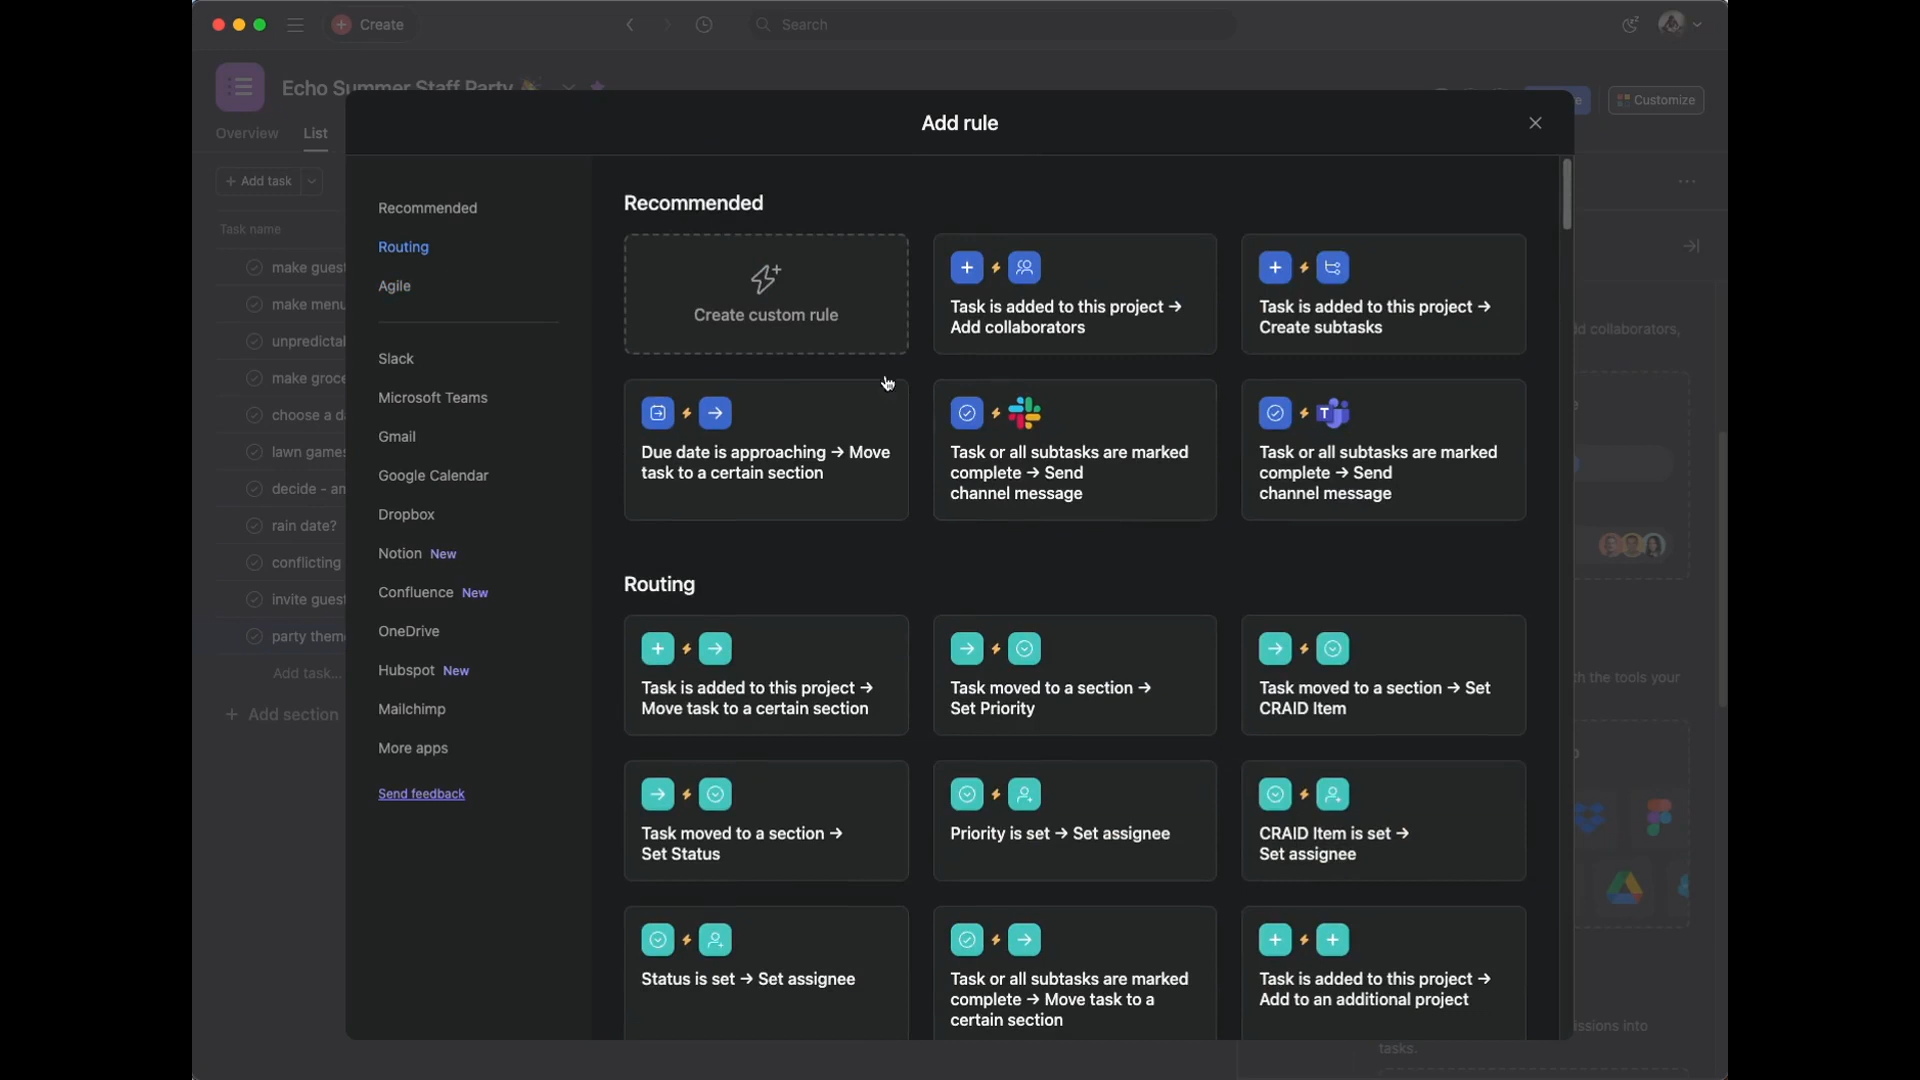 Create
Search
Echo Summer Staff Party
Customize
Overview
List
Add rule
+ Add task
Task name
make guest
make menu
make groce
choose a da
lawn games
rain date?
conflicting
invite guest
party theme
Add task...
+ Add section
Recommended
Routing
Agile
Slack
Microsoft Teams
Gmail
Google Calendar
Dropbox
Notion New
Confluence New
OneDrive
Hubspot New
Mailchimp
More apps
Send feedback
Recommended
Create custom rule
Task is added to this project →
Add collaborators
Task is added to this project →
Create subtasks
Due date is approaching → Move
task to a certain section
Task or all subtasks are marked
complete → Send
channel message
Task or all subtasks are marked
complete → Send
channel message
Routing
Task is added to this project →
Move task to a certain section
Task moved to a section →
Set Priority
Task moved to a section → Set
CRAID Item
Task moved to a section →
Set Status
Priority is set → Set assignee
CRAID Item is set →
Set assignee
Status is set → Set assignee
Task or all subtasks are marked
complete → Move task to a
certain section
Task is added to this project →
Add to an additional project
collaborators,
the tools your
tasks.